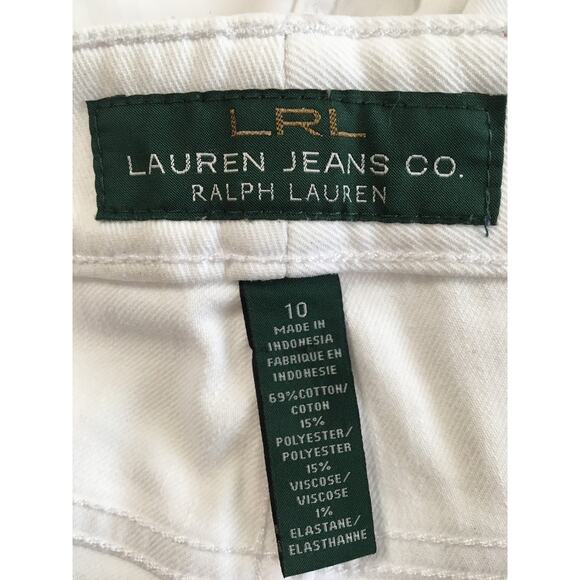 LRL
LAUREN JEANS CO.
RALPH LAUREN
10
MADE IN
INDONESIA
FABRIQUE EN
INDONESIE
69%COTTON/
COTON
15%
POLYESTER/
POLYESTER
15%
VISCOSE/
VISCOSE
1%
ELASTANE/
ELASTHANNE